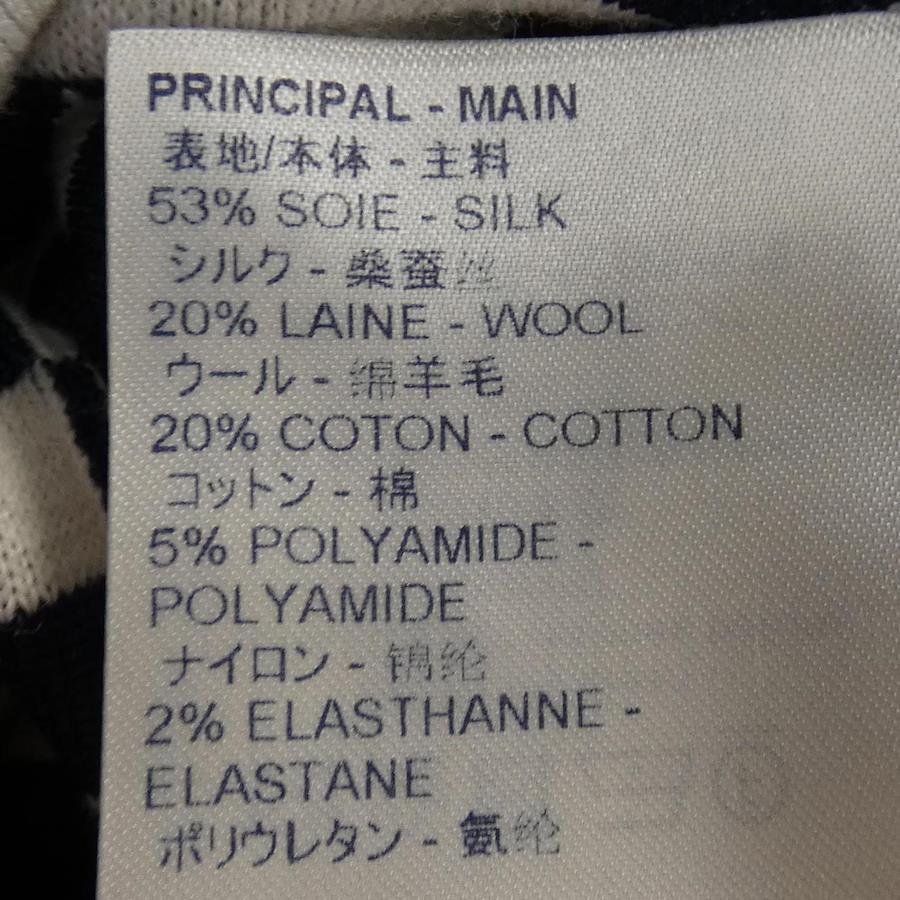 PRINCIPAL - MAIN
表地/本体 - 主料
53% SOIE - SILK
シルク - 桑蚕丝
20% LAINE - WOOL
ウール - 绵羊毛
20% COTON - COTTON
コットン - 棉
5% POLYAMIDE -
POLYAMIDE
ナイロン - 锦纶
2% ELASTHANNE -
ELASTANE
ポリウレタン - 氨纶